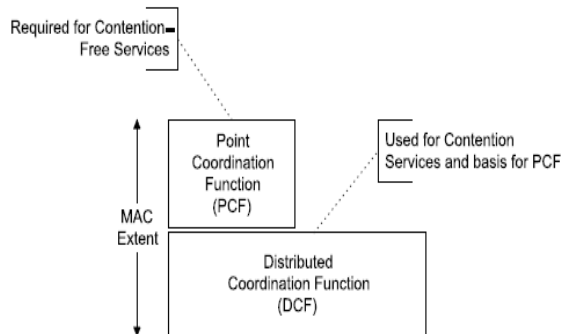 Required for Contention-
Free Services
Point
Coordination
Function
(PCF)
Used for Contention
Services and basis for PCF
MAC
Extent
Distributed
Coordination Function
(DCF)